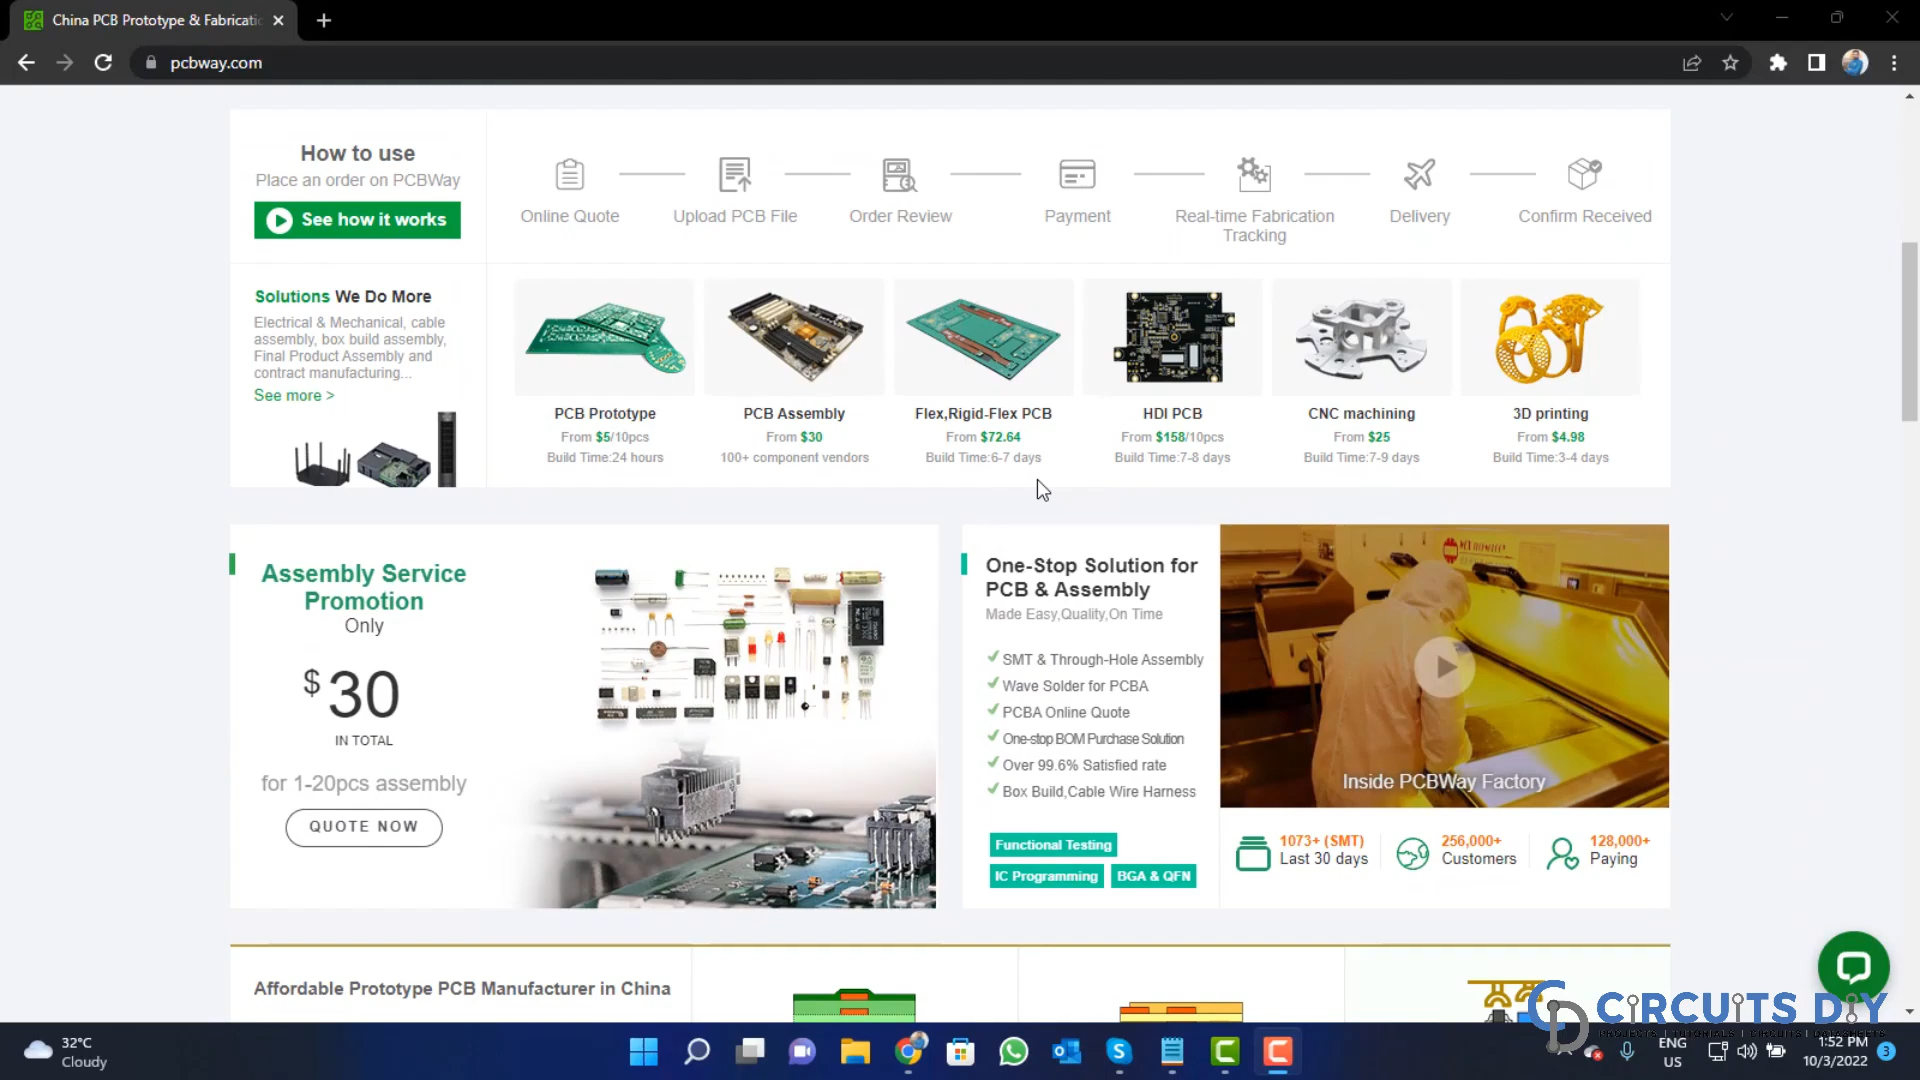 China PCB Prototype & Fabricatic
pcbway.com
How to use
Place an order on PCBWay
See how it works
Online Quote
Upload PCB File
Order Review
Payment
Real-time Fabrication
Tracking
Delivery
Confirm Received
Solutions We Do More
Electrical & Mechanical, cable
assembly, box build assembly,
Final Product Assembly and
contract manufacturing...
See more >
PCB Prototype
From $5/10pcs
Build Time:24 hours
PCB Assembly
From $30
100+ component vendors
Flex,Rigid-Flex PCB
From $72.64
Build Time:6-7 days
HDI PCB
From $158/10pcs
Build Time:7-8 days
CNC machining
From $25
Build Time:7-9 days
3D printing
From $4.98
Build Time:3-4 days
Assembly Service
Promotion
Only
$30
IN TOTAL
for 1-20pcs assembly
QUOTE NOW
One-Stop Solution for
PCB & Assembly
Made Easy,Quality,On Time
SMT & Through-Hole Assembly
Wave Solder for PCBA
PCBA Online Quote
One-stop BOM Purchase Solution
Over 99.6% Satisfied rate
Box Build,Cable Wire Harness
Functional Testing
IC Programming
BGA & QFN
Inside PCBWay Factory
1073+ (SMT)
Last 30 days
256,000+
Customers
128,000+
Paying
Affordable Prototype PCB Manufacturer in China
CIRCUITS DIY
PROJECTS | TUTORIALS | CIRCUITS | DATASHEETS
32°C
Cloudy
ENG
US
1:52 PM
10/3/2022
3